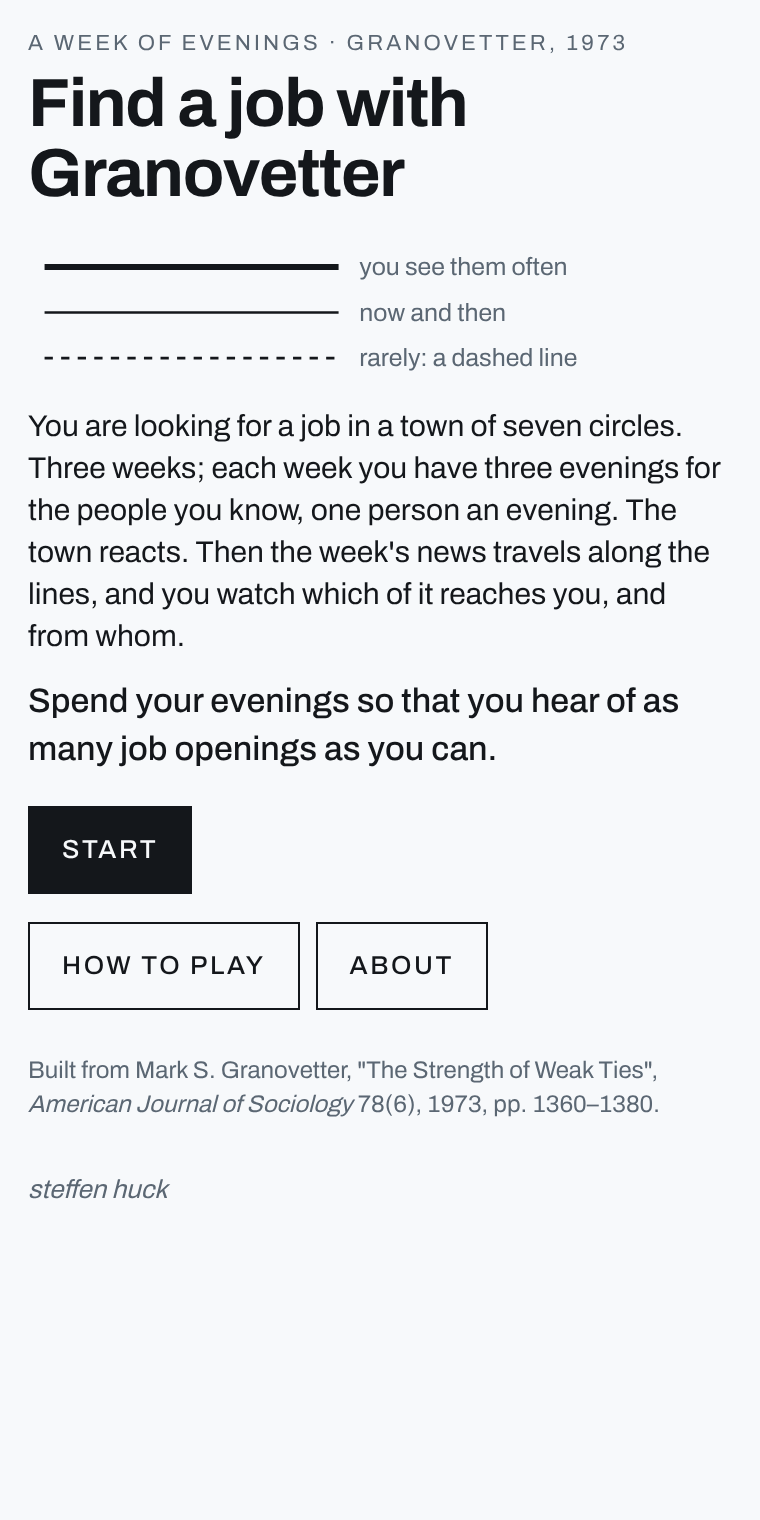 A WEEK OF EVENINGS · GRANOVETTER, 1973
Find a job with
Granovetter
you see them often
now and then
rarely: a dashed line
You are looking for a job in a town of seven circles.
Three weeks; each week you have three evenings for
the people you know, one person an evening. The
town reacts. Then the week's news travels along the
lines, and you watch which of it reaches you, and
from whom.
Spend your evenings so that you hear of as
many job openings as you can.
START
HOW TO PLAY
ABOUT
Built from Mark S. Granovetter, "The Strength of Weak Ties",
American Journal of Sociology 78(6), 1973, pp. 1360–1380.
steffen huck